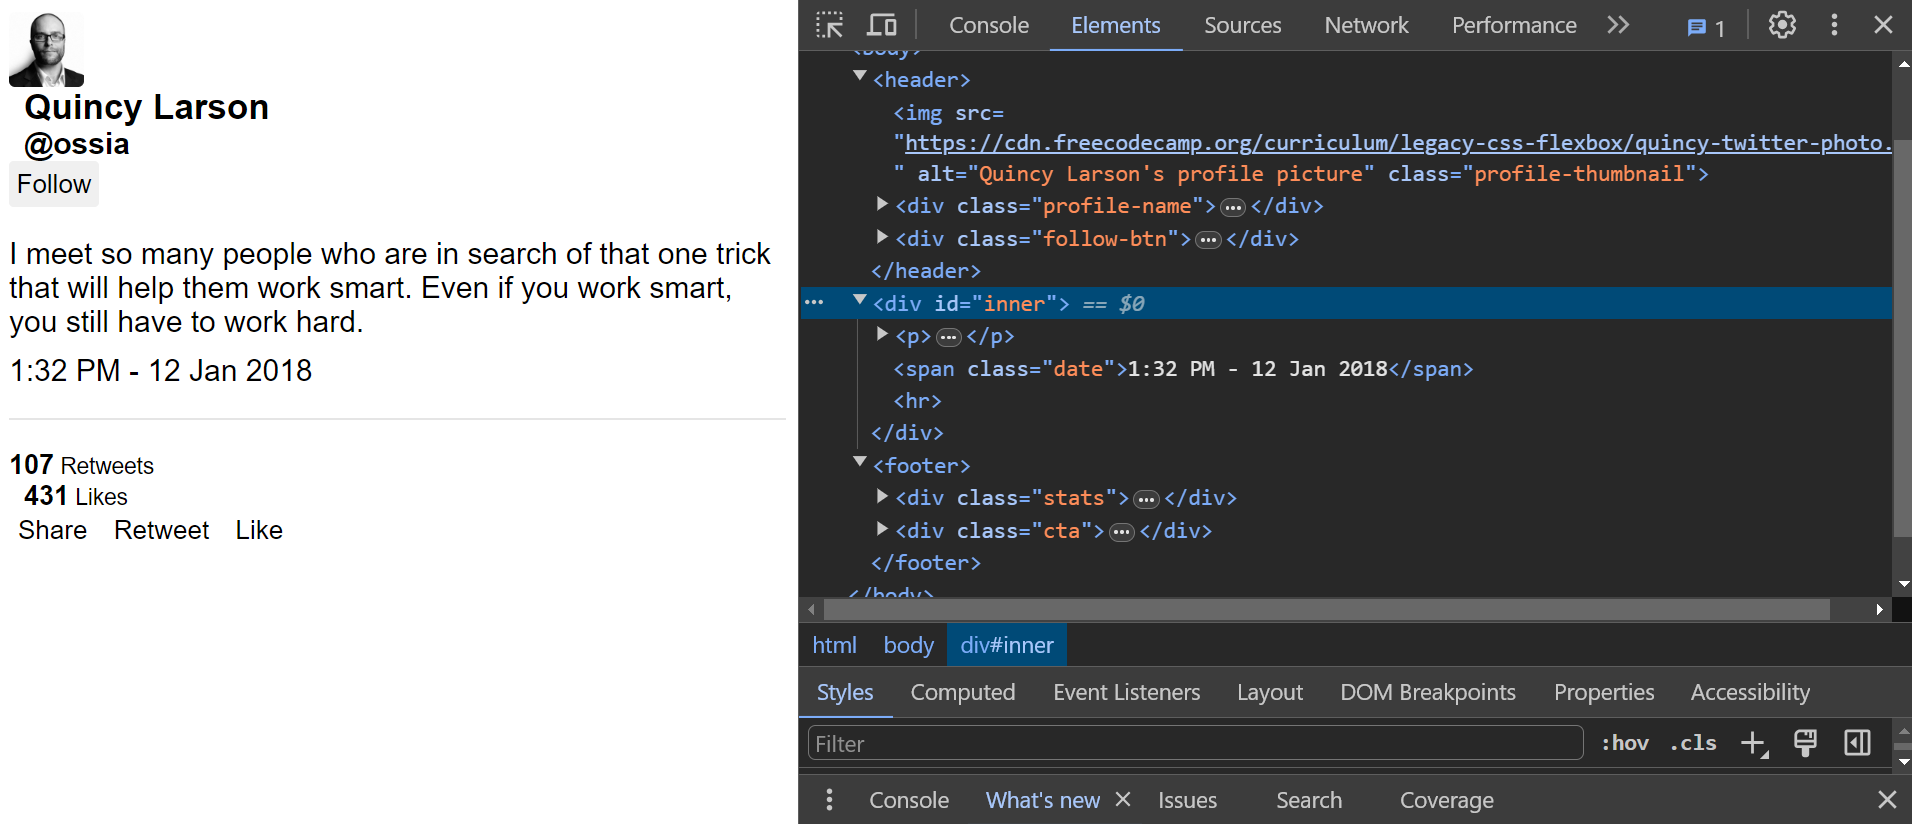 Quincy Larson
@ossia
Follow
I meet so many people who are in search of that one trick
that will help them work smart. Even if you work smart,
you still have to work hard.
1:32 PM - 12 Jan 2018
107 Retweets
431 Likes
Share Retweet Like
Console Elements Sources Network Performance 1
<body>
<header>
<img src=
"https://cdn.freecodecamp.org/curriculum/legacy-css-flexbox/quincy-twitter-photo.
" alt="Quincy Larson's profile picture" class="profile-thumbnail">
<div class="profile-name">…</div>
<div class="follow-btn">…</div>
</header>
<div id="inner"> == $0
<p>…</p>
<span class="date">1:32 PM - 12 Jan 2018</span>
<hr>
</div>
<footer>
<div class="stats">…</div>
<div class="cta">…</div>
</footer>
</body>
html body div#inner
Styles Computed Event Listeners Layout DOM Breakpoints Properties Accessibility
Filter :hov .cls
Console What's new Issues Search Coverage